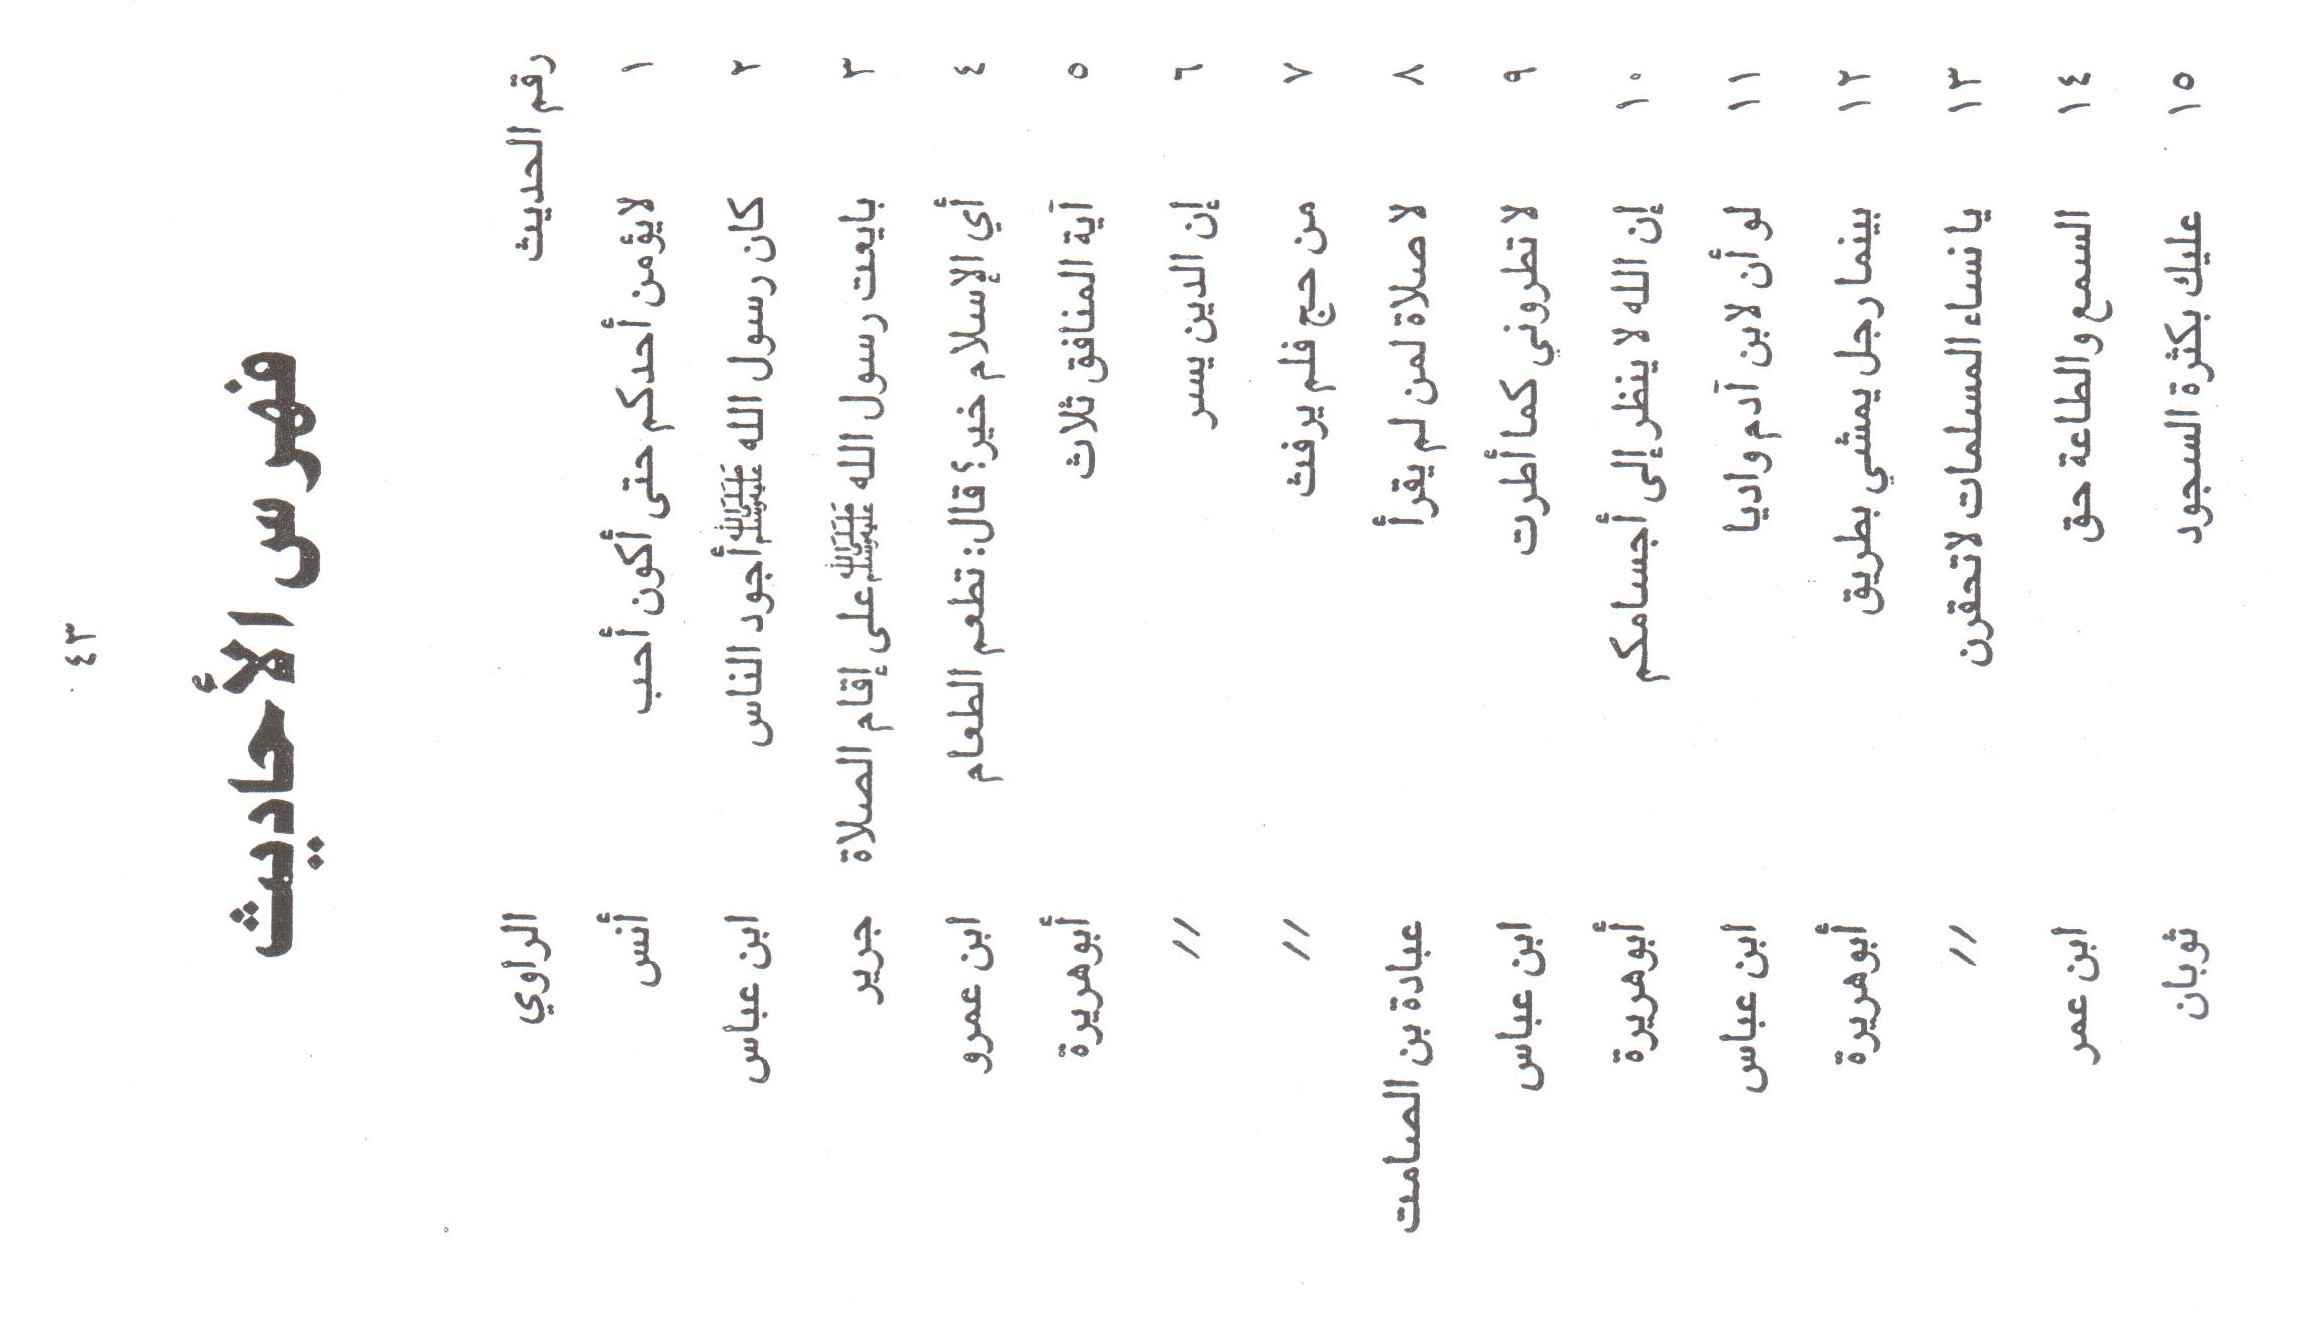 ٤٣
فهرس الأحاديث
رقم الحديث الراوي
١ لايؤمن أحدكم حتى أكون أحب أنس
٢ كان رسول الله ﷺ أجود الناس ابن عباس
٣ بايعت رسول الله ﷺ على إقام الصلاة جرير
٤ أي الإسلام خير؟ قال: تطعم الطعام ابن عمرو
٥ آية المنافق ثلاث أبوهريرة
٦ إن الدين يسر //
٧ من حج فلم يرفث //
٨ لا صلاة لمن لم يقرأ عبادة بن الصامت
٩ لا تطروني كما أطرت ابن عباس
١٠ إن الله لا ينظر إلى أجسامكم أبوهريرة
١١ لو أن لابن آدم واديا ابن عباس
١٢ بينما رجل يمشي بطريق أبوهريرة
١٣ يا نساء المسلمات لاتحقرن //
١٤ السمع والطاعة حق ابن عمر
١٥ عليك بكثرة السجود ثوبان